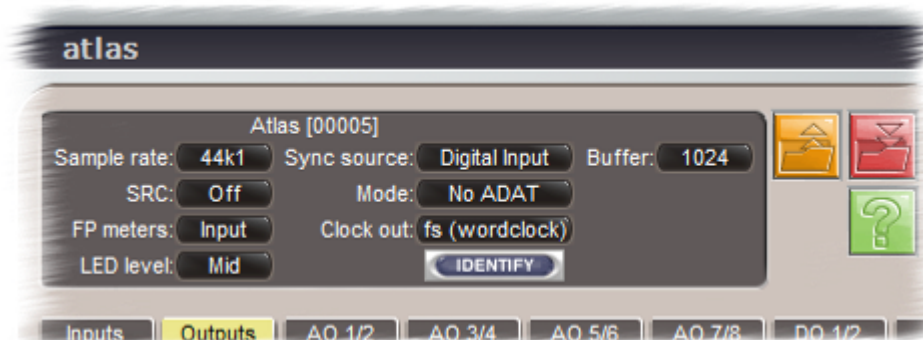 atlas
Atlas [00005]
Sample rate: 44k1 Sync source: Digital Input Buffer: 1024
SRC: Off Mode: No ADAT
FP meters: Input Clock out: fs (wordclock)
LED level: Mid IDENTIFY
Inputs Outputs AO 1/2 AO 3/4 AO 5/6 AO 7/8 DO 1/2